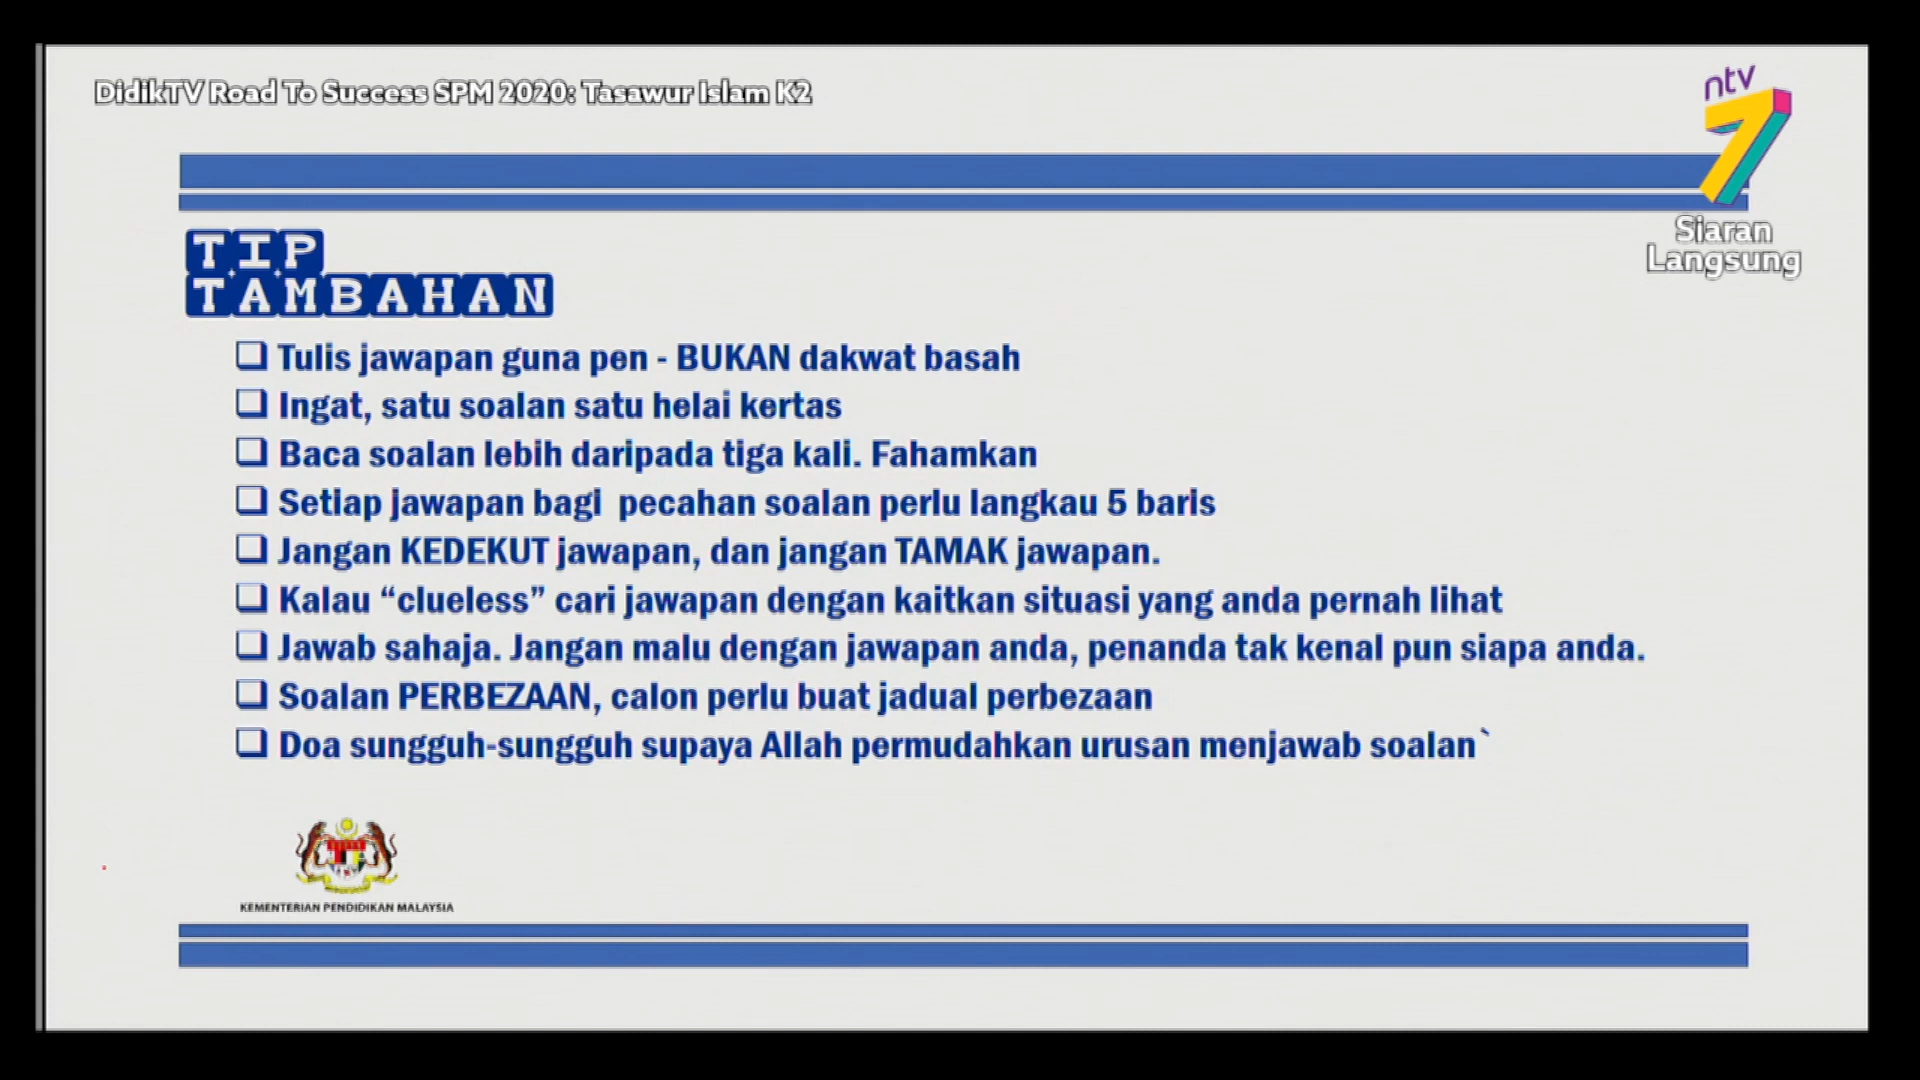 DidikTV Road To Success SPM 2020: Tasawur Islam K2
ntv
7
Siaran
Langsung
TIP
TAMBAHAN
Tulis jawapan guna pen - BUKAN dakwat basah
Ingat, satu soalan satu helai kertas
Baca soalan lebih daripada tiga kali. Fahamkan
Setiap jawapan bagi pecahan soalan perlu langkau 5 baris
Jangan KEDEKUT jawapan, dan jangan TAMAK jawapan.
Kalau “clueless” cari jawapan dengan kaitkan situasi yang anda pernah lihat
Jawab sahaja. Jangan malu dengan jawapan anda, penanda tak kenal pun siapa anda.
Soalan PERBEZAAN, calon perlu buat jadual perbezaan
Doa sungguh-sungguh supaya Allah permudahkan urusan menjawab soalan`
KEMENTERIAN PENDIDIKAN MALAYSIA